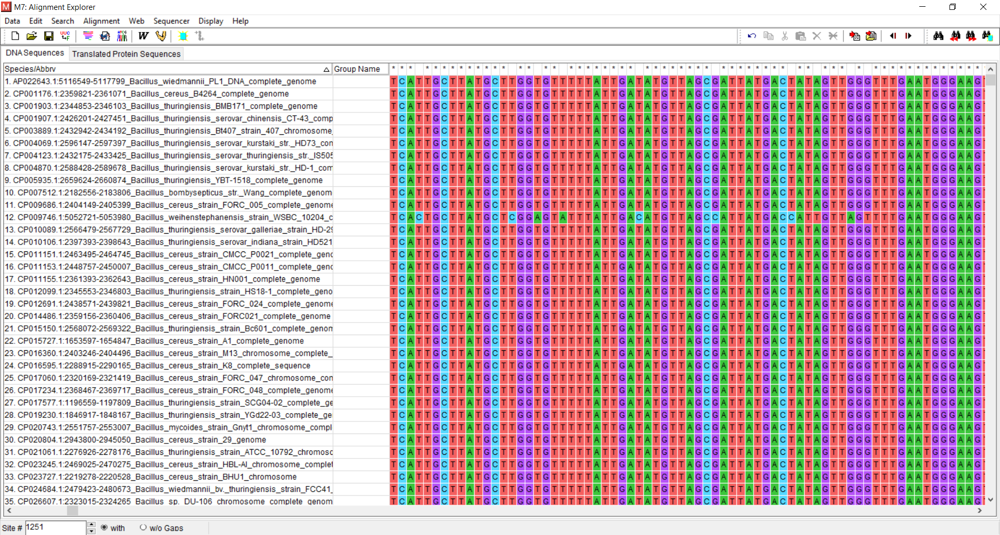 M7: Alignment Explorer
Data Edit Search Alignment Web Sequencer Display Help
DNA Sequences Translated Protein Sequences
Species/Abbrv Group Name *** ********** ** ** ******** ******** ******** ** *** * *************
1. AP022643.1:5116549-5117799_Bacillus_wiedmannii_PL1_DNA_complete_genome TCATTGCTTATGCTTGGTGTTTTTATTGATATGTTAGCGATTATGACTATAGTTGGGTTTGAATGGGAAG
2. CP001176.1:2359821-2361071_Bacillus_cereus_B4264_complete_genome TCATTGCTTATGCTTGGTGTTTTTATTGATATGTTAGCGATTATGACTATAGTTGGGTTTGAATGGGAAG
3. CP001903.1:2344853-2346103_Bacillus_thuringiensis_BMB171_complete_genome TCATTGCTTATGCTTGGTGTTTTTATTGATATGTTAGCGATTATGACTATAGTTGGGTTTGAATGGGAAG
4. CP001907.1:2426201-2427451_Bacillus_thuringiensis_serovar_chinensis_CT-43_comp TCATTGCTTATGCTTGGTGTTTTTATTGATATGTTAGCGATTATGACTATAGTTGGGTTTGAATGGGAAG
5. CP003889.1:2432942-2434192_Bacillus_thuringiensis_Bt407_strain_407_chromosome_ TCATTGCTTATGCTTGGTGTTTTTATTGATATGTTAGCGATTATGACTATAGTTGGGTTTGAATGGGAAG
6. CP004069.1:2596147-2597397_Bacillus_thuringiensis_serovar_kurstaki_str._HD73_com TCATTGCTTATGCTTGGTGTTTTTATTGATATGTTAGCGATTATGACTATAGTTGGGTTTGAATGGGAAG
7. CP004123.1:2432175-2433425_Bacillus_thuringiensis_serovar_thuringiensis_str._IS505 TCATTGCTTATGCTTGGTGTTTTTATTGATATGTTAGCGATTATGACTATAGTTGGGTTTGAATGGGAAG
8. CP004870.1:2588428-2589678_Bacillus_thuringiensis_serovar_kurstaki_str._HD-1_com TCATTGCTTATGCTTGGTGTTTTTATTGATATGTTAGCGATTATGACTATAGTTGGGTTTGAATGGGAAG
9. CP005935.1:2659624-2660874_Bacillus_thuringiensis_YBT-1518_complete_genome TCATTGCTTATGCTTGGTGTTTTTATTGATATGTTAGCGATTATGACTATAGTTGGGTTTGAATGGGAAG
10. CP007512.1:2182556-2183806_Bacillus_bombysepticus_str._Wang_complete_genom TCATTGCTTATGCTTGGTGTTTTTATTGATATGTTAGCGATTATGACTATAGTTGGGTTTGAATGGGAAG
11. CP009686.1:2404149-2405399_Bacillus_cereus_strain_FORC_005_complete_genome TCATTGCTTATGCTTGGTGTTTTTATTGATATGTTAGCGATTATGACTATAGTTGGGTTTGAATGGGAAG
12. CP009746.1:5052721-5053980_Bacillus_weihenstephanensis_strain_WSBC_10204_c TCACTGCTTATGCTCGGAGTATTTATTGACATGTTAGCCATTATGACCATTGTTAGTTTTGAATGGGAAG
13. CP010089.1:2566479-2567729_Bacillus_thuringiensis_serovar_galleriae_strain_HD-29 TCATTGCTTATGCTTGGTGTTTTTATTGATATGTTAGCGATTATGACTATAGTTGGGTTTGAATGGGAAG
14. CP010106.1:2397393-2398643_Bacillus_thuringiensis_serovar_indiana_strain_HD521 TCATTGCTTATGCTTGGTGTTTTTATTGATATGTTAGCGATTATGACTATAGTTGGGTTTGAATGGGAAG
15. CP011151.1:2463495-2464745_Bacillus_cereus_strain_CMCC_P0021_complete_genc TCATTGCTTATGCTTGGTGTTTTTATTGATATGTTAGCGATTATGACTATAGTTGGGTTTGAATGGGAAG
16. CP011153.1:2448757-2450007_Bacillus_cereus_strain_CMCC_P0011_complete_genc TCATTGCTTATGCTTGGTGTTTTTATTGATATGTTAGCGATTATGACTATAGTTGGGTTTGAATGGGAAG
17. CP011155.1:2361393-2362643_Bacillus_cereus_strain_HN001_complete_genome TCATTGCTTATGCTTGGTGTTTTTATTGATATGTTAGCGATTATGACTATAGTTGGGTTTGAATGGGAAG
18. CP012099.1:2345553-2346803_Bacillus_thuringiensis_strain_HS18-1_complete_geno TCATTGCTTATGCTTGGTGTTTTTATTGATATGTTAGCGATTATGACTATAGTTGGGTTTGAATGGGAAG
19. CP012691.1:2438571-2439821_Bacillus_cereus_strain_FORC_024_complete_genome TCATTGCTTATGCTTGGTGTTTTTATTGATATGTTAGCGATTATGACTATAGTTGGGTTTGAATGGGAAG
20. CP014486.1:2359156-2360406_Bacillus_cereus_strain_FORC021_complete_genome TCATTGCTTATGCTTGGTGTTTTTATTGATATGTTAGCGATTATGACTATAGTTGGGTTTGAATGGGAAG
21. CP015150.1:2568072-2569322_Bacillus_thuringiensis_strain_Bc601_complete_genom TCATTGCTTATGCTTGGTGTTTTTATTGATATGTTAGCGATTATGACTATAGTTGGGTTTGAATGGGAAG
22. CP015727.1:1653597-1654847_Bacillus_cereus_strain_A1_complete_genome TCATTGCTTATGCTTGGTGTTTTTATTGATATGTTAGCGATTATGACTATAGTTGGGTTTGAATGGGAAG
23. CP016360.1:2403246-2404496_Bacillus_cereus_strain_M13_chromosome_complete_ TCATTGCTTATGCTTGGTGTTTTTATTGATATGTTAGCGATTATGACTATAGTTGGGTTTGAATGGGAAG
24. CP016595.1:2288915-2290165_Bacillus_cereus_strain_K8_complete_sequence TCATTGCTTATGCTTGGTGTTTTTATTGATATGTTAGCGATTATGACTATAGTTGGGTTTGAATGGGAAG
25. CP017060.1:2320169-2321419_Bacillus_cereus_strain_FORC_047_chromosome_con TCATTGCTTATGCTTGGTGTTTTTATTGATATGTTAGCGATTATGACTATAGTTGGGTTTGAATGGGAAG
26. CP017234.1:2368467-2369717_Bacillus_cereus_strain_FORC_048_complete_genome TCATTGCTTATGCTTGGTGTTTTTATTGATATGTTAGCGATTATGACTATAGTTGGGTTTGAATGGGAAG
27. CP017577.1:1196559-1197809_Bacillus_thuringiensis_strain_SCG04-02_complete_ge TCATTGCTTATGCTTGGTGTTTTTATTGATATGTTAGCGATTATGACTATAGTTGGGTTTGAATGGGAAG
28. CP019230.1:1846917-1848167_Bacillus_thuringiensis_strain_YGd22-03_complete_ge TCATTGCTTATGCTTGGTGTTTTTATTGATATGTTAGCGATTATGACTATAGTTGGGTTTGAATGGGAAG
29. CP020743.1:2551757-2553007_Bacillus_mycoides_strain_Gnyt1_chromosome_compl TCATTGCTTATGCTTGGTGTTTTTATTGATATGTTAGCGATTATGACTATAGTTGGGTTTGAATGGGAAG
30. CP020804.1:2943800-2945050_Bacillus_cereus_strain_29_genome TCATTGCTTATGCTTGGTGTTTTTATTGATATGTTAGCGATTATGACTATAGTTGGGTTTGAATGGGAAG
31. CP021061.1:2276926-2278176_Bacillus_thuringiensis_strain_ATCC_10792_chromosc TCATTGCTTATGCTTGGTGTTTTTATTGATATGTTAGCGATTATGACTATAGTTGGGTTTGAATGGGAAG
32. CP023245.1:2469025-2470275_Bacillus_cereus_strain_HBL-AI_chromosome_complet TCATTGCTTATGCTTGGTGTTTTTATTGATATGTTAGCGATTATGACTATAGTTGGGTTTGAATGGGAAG
33. CP023727.1:2219278-2220528_Bacillus_cereus_strain_BHU1_chromosome TCATTGCTTATGCTTGGTGTTTTTATTGATATGTTAGCGATTATGACTATAGTTGGGTTTGAATGGGAAG
34. CP024684.1:2479423-2480673_Bacillus_wiedmannii_bv._thuringiensis_strain_FCC41_ TCATTGCTTATGCTTGGTGTTTTTATTGATATGTTAGCGATTATGACTATAGTTGGGTTTGAATGGGAAG
35. CP026607.1:2323015-2324265_Bacillus_sp._DU-106_chromosome_complete_genom TCATTGCTTATGCTTGGTGTTTTTATTGATATGTTAGCGATTATGACTATAGTTGGGTTTGAATGGGAAG
Site # 1251 with w/o Gaps